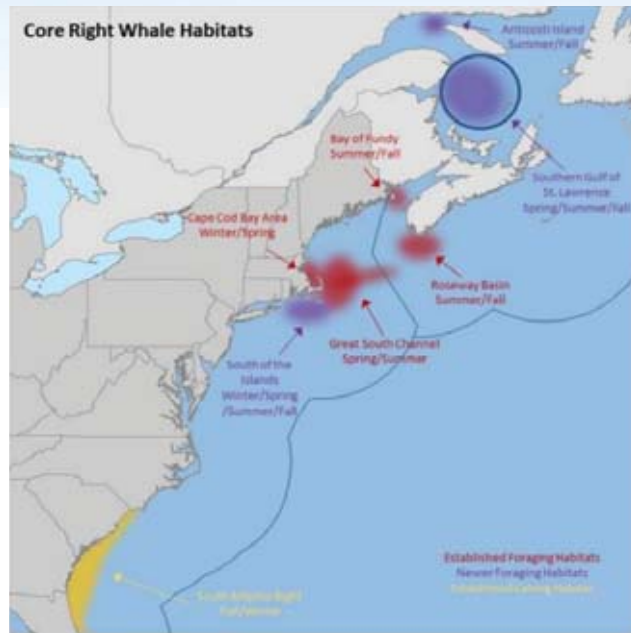 Core Right Whale Habitats
Anticosti Island
Summer/Fall
Bay of Fundy
Summer/Fall
Southern Gulf of
St. Lawrence
Spring/Summer/Fall
Cape Cod Bay Area
Winter/Spring
Roseway Basin
Summer/Fall
Great South Channel
Spring/Summer
South of the
Islands
Winter/Spring
/Summer/Fall
Established Foraging Habitats
Newer Foraging Habitats
Habitat
South Atlantic Bight
Fall/Winter